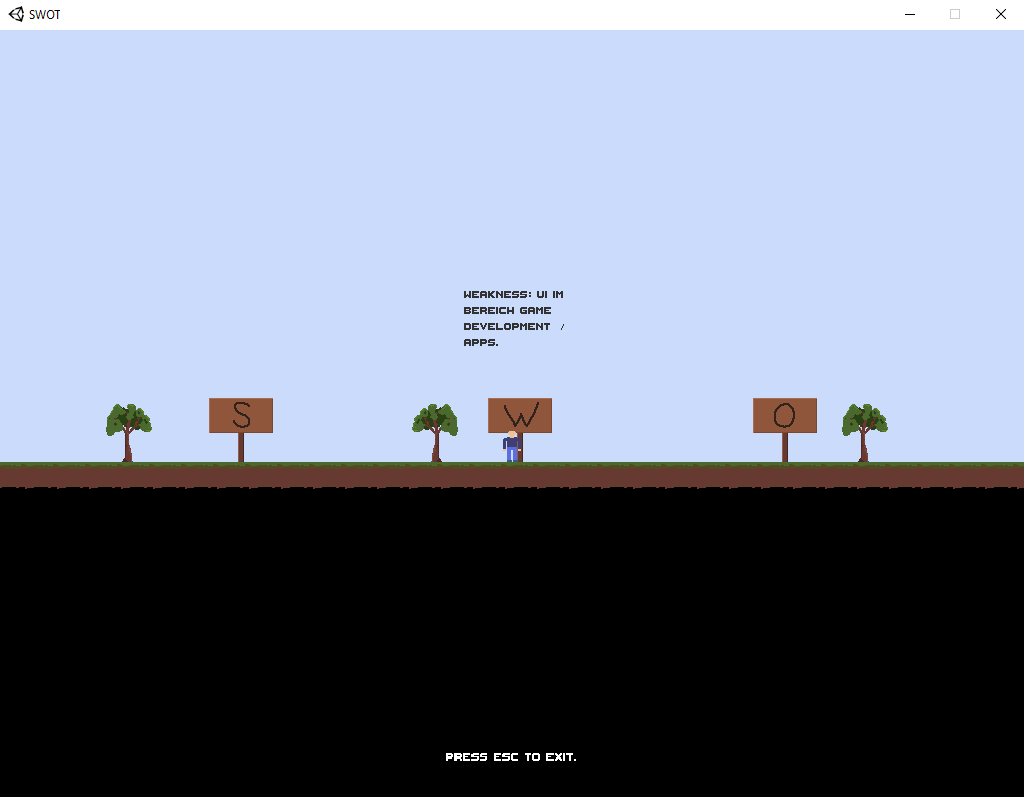 SWOT
WEAKNESS: UI IM
BEREICH GAME
DEVELOPMENT /
APPS.
S
W
O
PRESS ESC TO EXIT.